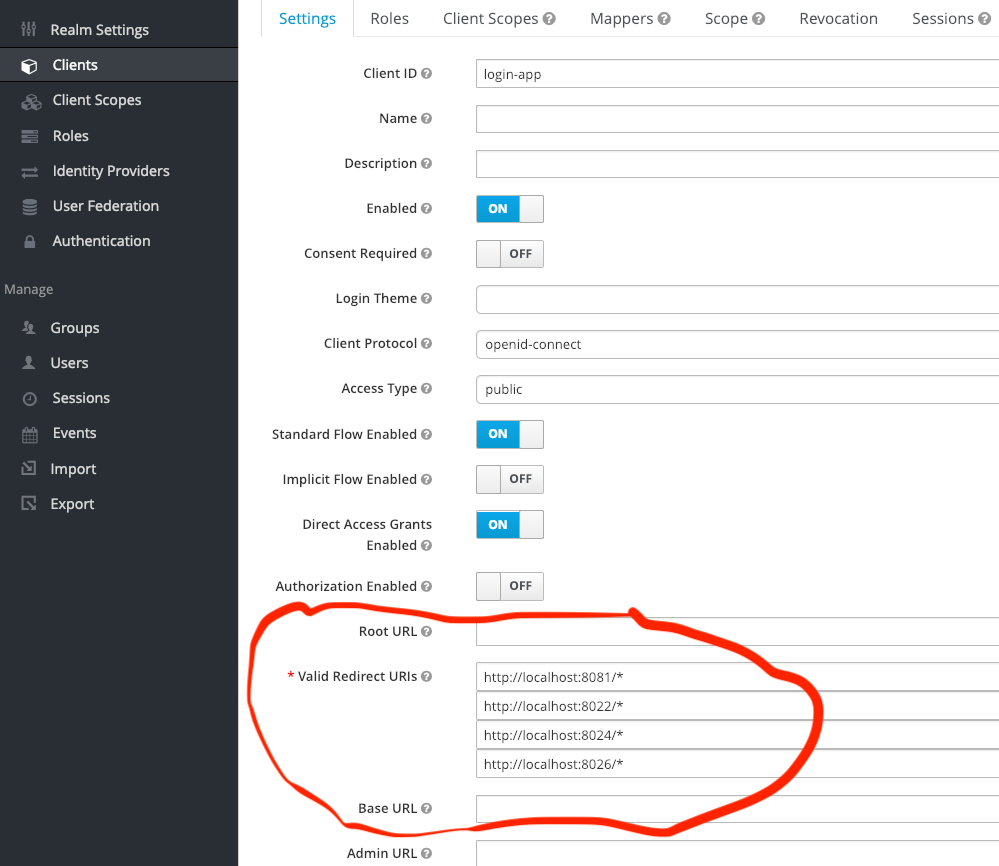 Realm Settings
Clients
Client Scopes
Roles
Identity Providers
User Federation
Authentication
Manage
Groups
Users
Sessions
Events
Import
Export
Settings Roles Client Scopes Mappers Scope Revocation Sessions
Client ID login-app
Name
Description
Enabled ON
Consent Required OFF
Login Theme
Client Protocol openid-connect
Access Type public
Standard Flow Enabled ON
Implicit Flow Enabled OFF
Direct Access Grants
Enabled ON
Authorization Enabled OFF
Root URL
* Valid Redirect URIs http://localhost:8081/*
http://localhost:8022/*
http://localhost:8024/*
http://localhost:8026/*
Base URL
Admin URL